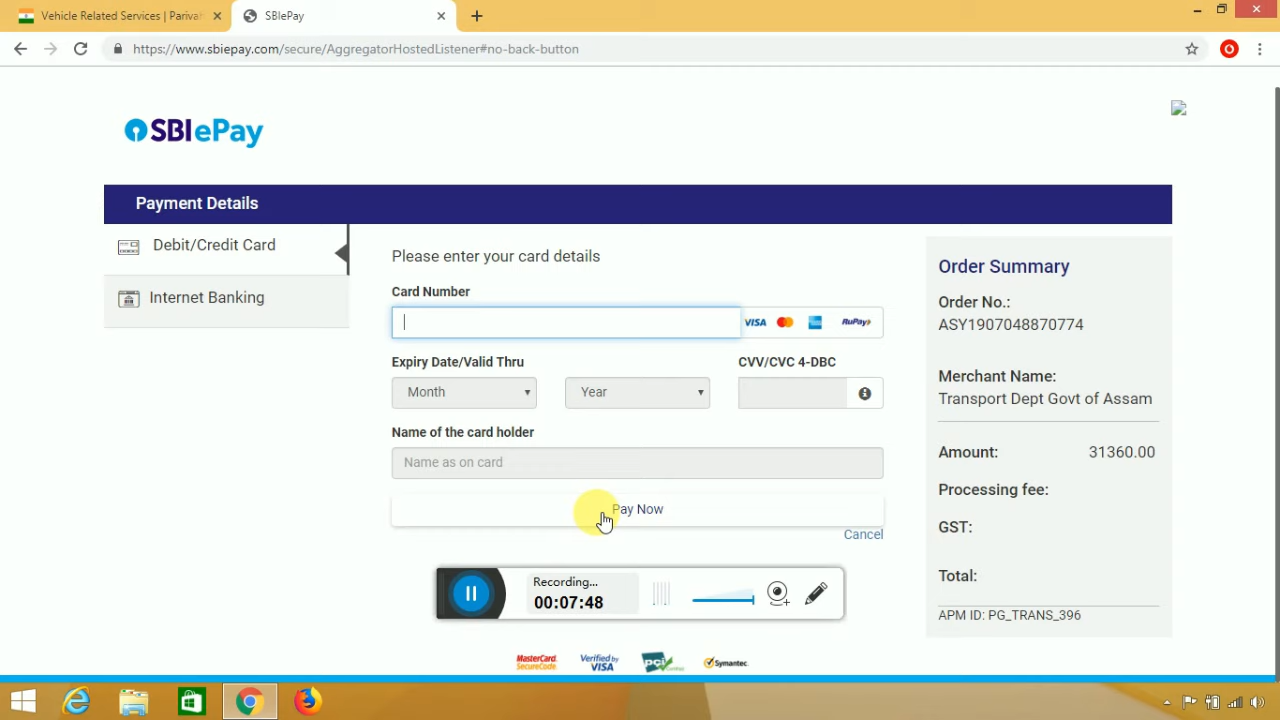 Vehicle Related Services | Parivah
SBIePay
https://www.sbiepay.com/secure/AggregatorHostedListener#no-back-button
SBIePay
Payment Details
Debit/Credit Card
Internet Banking
Please enter your card details
Card Number
VISA
RuPay
Expiry Date/Valid Thru
CVV/CVC 4-DBC
Month
Year
Name of the card holder
Name as on card
Pay Now
Cancel
Order Summary
Order No.:
ASY1907048870774
Merchant Name:
Transport Dept Govt of Assam
Amount: 31360.00
Processing fee:
GST:
Total:
APM ID: PG_TRANS_396
Recording...
00:07:48
MasterCard.
SecureCode
Verified by
VISA
pci
Symantec.